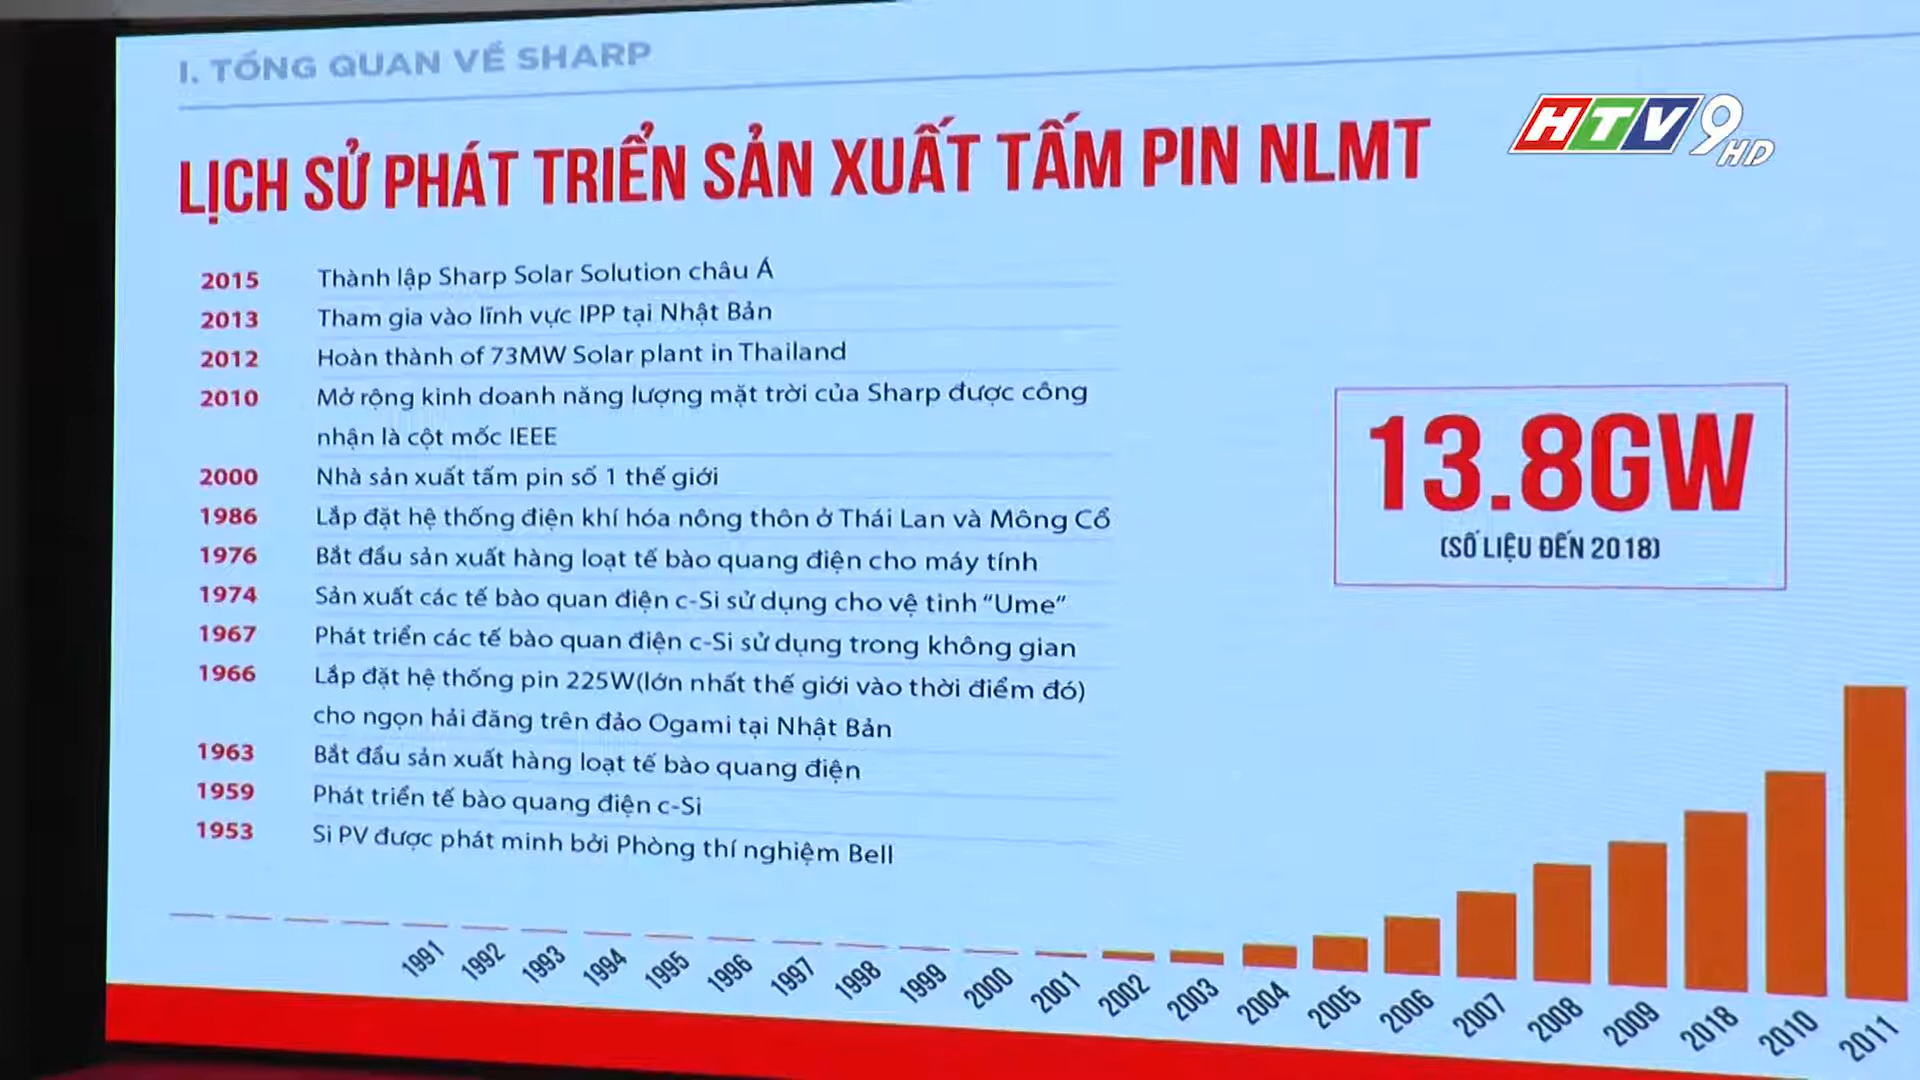 I. TỔNG QUAN VỀ SHARP
HTV9 HD
LỊCH SỬ PHÁT TRIỂN SẢN XUẤT TẤM PIN NLMT
2015 Thành lập Sharp Solar Solution châu Á
2013 Tham gia vào lĩnh vực IPP tại Nhật Bản
2012 Hoàn thành of 73MW Solar plant in Thailand
2010 Mở rộng kinh doanh năng lượng mặt trời của Sharp được công
nhận là cột mốc IEEE
2000 Nhà sản xuất tấm pin số 1 thế giới
1986 Lắp đặt hệ thống điện khí hóa nông thôn ở Thái Lan và Mông Cổ
1976 Bắt đầu sản xuất hàng loạt tế bào quang điện cho máy tính
1974 Sản xuất các tế bào quan điện c-Si sử dụng cho vệ tinh “Ume”
1967 Phát triển các tế bào quan điện c-Si sử dụng trong không gian
1966 Lắp đặt hệ thống pin 225W(lớn nhất thế giới vào thời điểm đó)
cho ngọn hải đăng trên đảo Ogami tại Nhật Bản
1963 Bắt đầu sản xuất hàng loạt tế bào quang điện
1959 Phát triển tế bào quang điện c-Si
1953 Si PV được phát minh bởi Phòng thí nghiệm Bell
13.8GW
(SỐ LIỆU ĐẾN 2018)
1991 1992 1993 1994 1995 1996 1997 1998 1999 2000 2001 2002 2003 2004 2005 2006 2007 2008 2009 2018 2010 2011